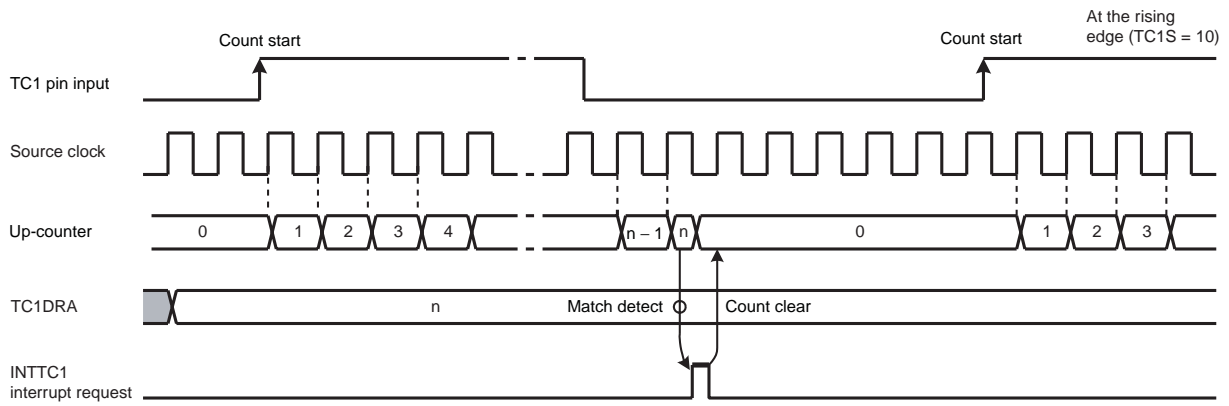 At the rising
edge (TC1S = 10)
Count start
Count start
TC1 pin input
Source clock
Up-counter
0
1
2
3
4
n – 1
n
0
1
2
3
TC1DRA
n
Match detect
Count clear
INTTC1
interrupt request